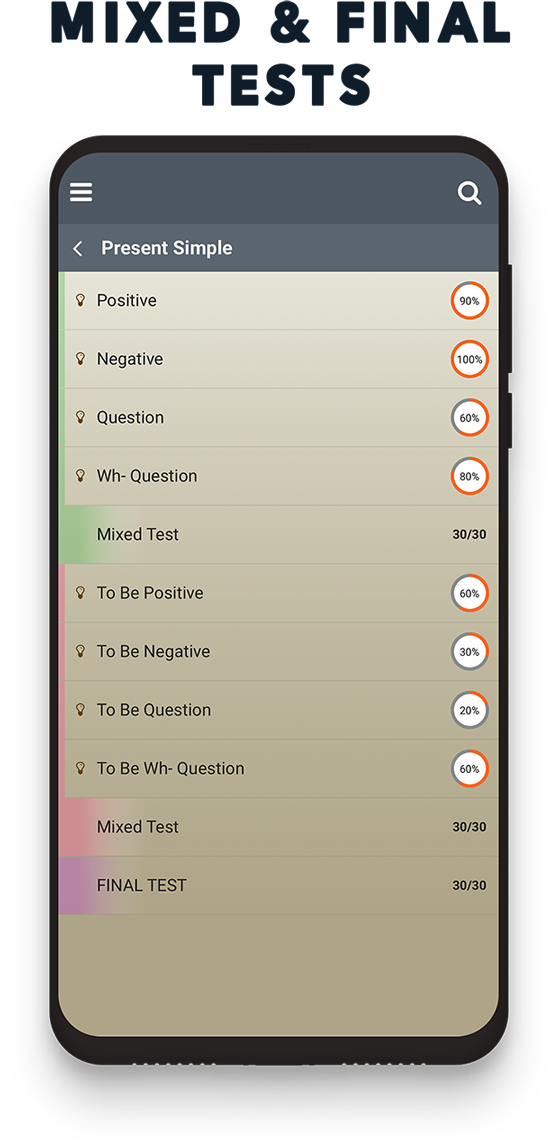 MIXED & FINAL
TESTS
Present Simple
Positive 90%
Negative 100%
Question 60%
Wh- Question 80%
Mixed Test 30/30
To Be Positive 60%
To Be Negative 30%
To Be Question 20%
To Be Wh- Question 60%
Mixed Test 30/30
FINAL TEST 30/30